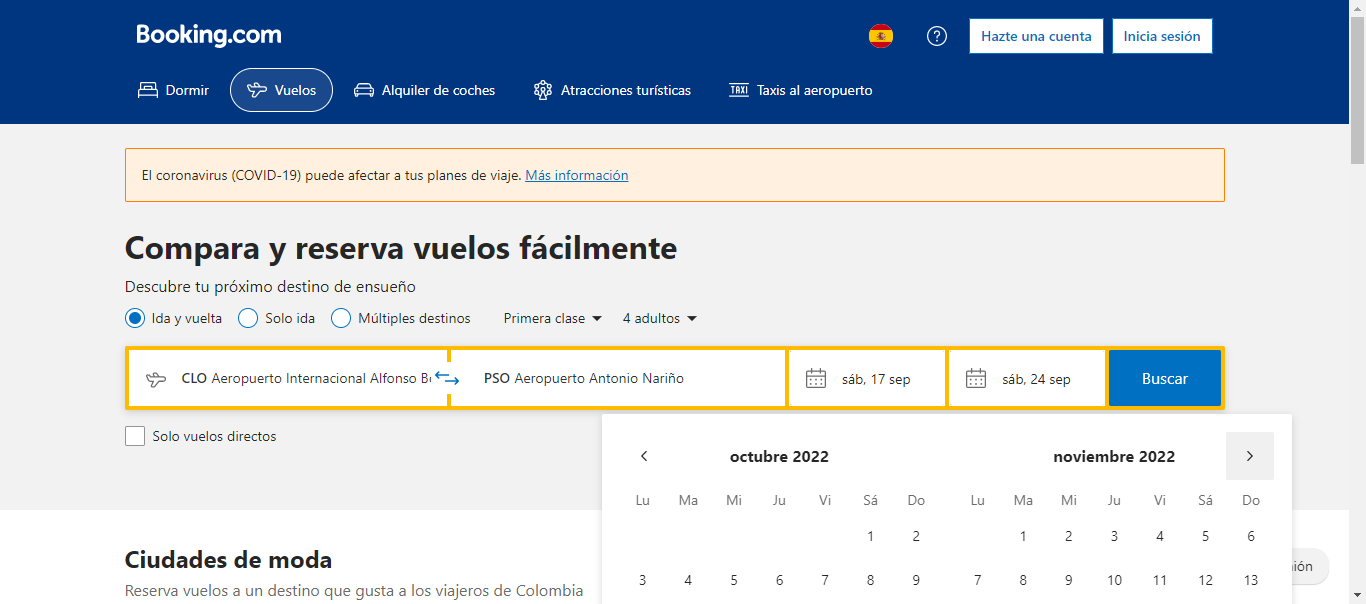 Booking.com
Hazte una cuenta
Inicia sesión
Dormir
Vuelos
Alquiler de coches
Atracciones turísticas
TAXI Taxis al aeropuerto
El coronavirus (COVID-19) puede afectar a tus planes de viaje. Más información
Compara y reserva vuelos fácilmente
Descubre tu próximo destino de ensueño
Ida y vuelta Solo ida Múltiples destinos Primera clase 4 adultos
CLO Aeropuerto Internacional Alfonso PSO Aeropuerto Antonio Nariño sáb, 17 sep sáb, 24 sep Buscar
Solo vuelos directos
octubre 2022 noviembre 2022
Lu Ma Mi Ju Vi Sá Do Lu Ma Mi Ju Vi Sá Do
1 2 1 2 3 4 5 6
3 4 5 6 7 8 9 7 8 9 10 11 12 13
Ciudades de moda
Reserva vuelos a un destino que gusta a los viajeros de Colombia